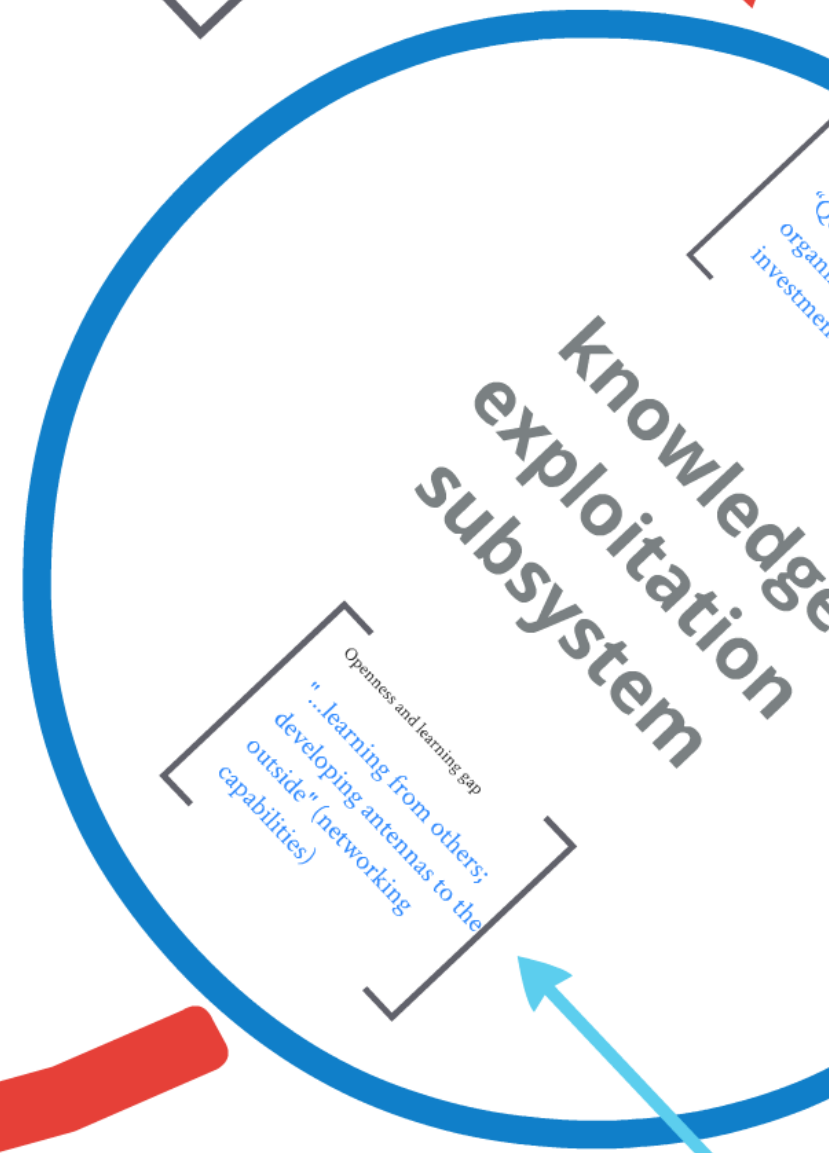 knowledge
exploitation
subsystem
Openness and learning gap
"...learning from others;
developing antennas to the
outside" (networking
capabilities)